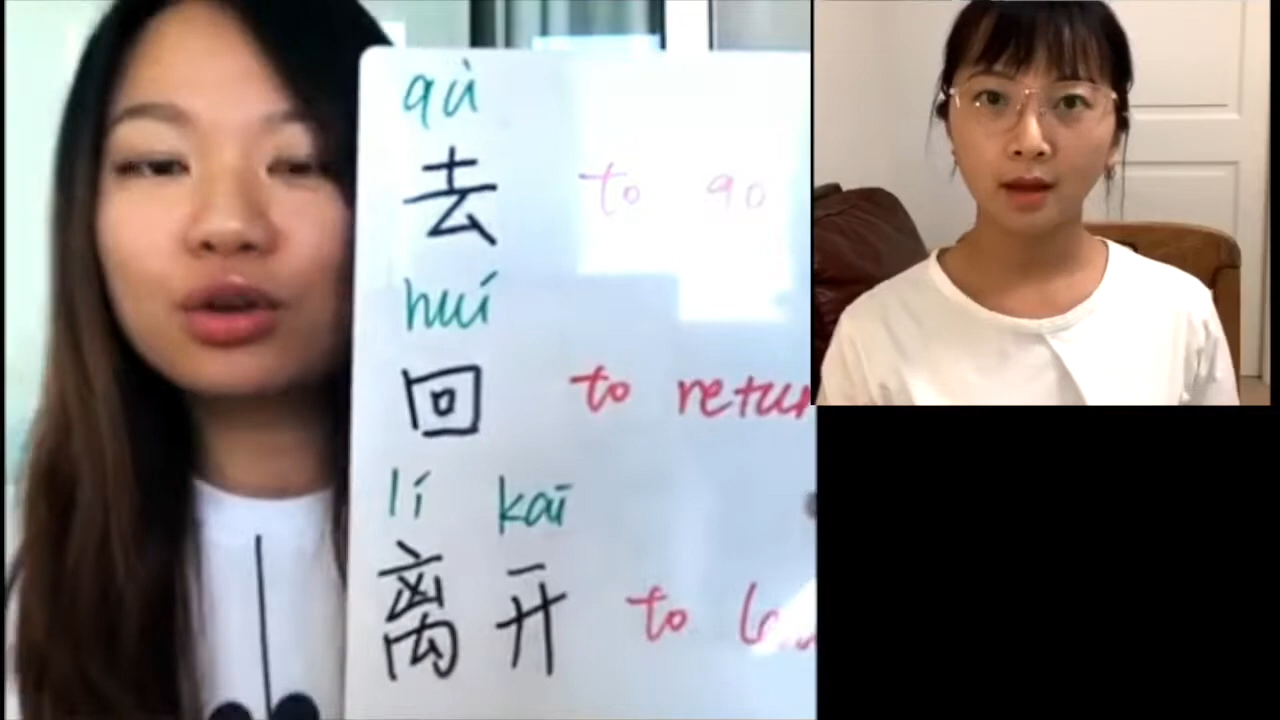 qù
去 to go
huí
回 to retur
lí kāi
离开 to